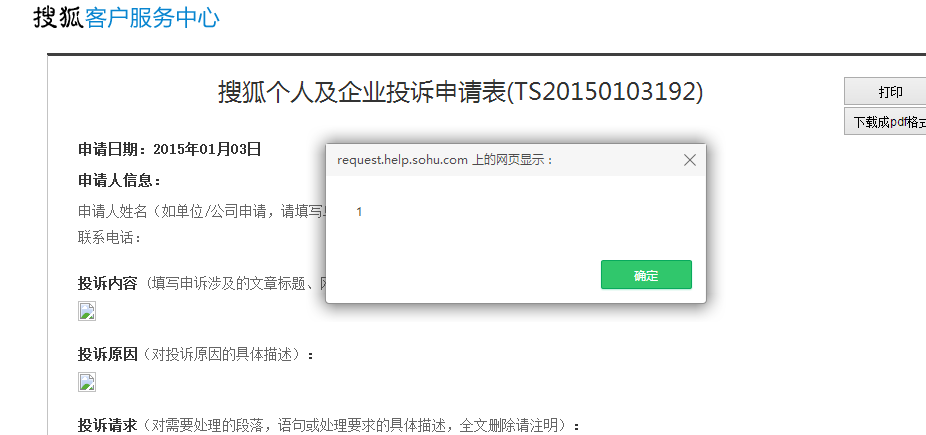 搜狐客户服务中心
搜狐个人及企业投诉申请表(TS20150103192)
打印
下载成pdf格式
申请日期：2015年01月03日
request.help.sohu.com 上的网页显示：
申请人信息：
申请人姓名（如单位/公司申请，请填写
1
联系电话：
确定
投诉内容（填写申诉涉及的文章标题、
投诉原因（对投诉原因的具体描述）：
投诉请求（对需要处理的段落，语句或处理要求的具体描述，全文删除请注明）：